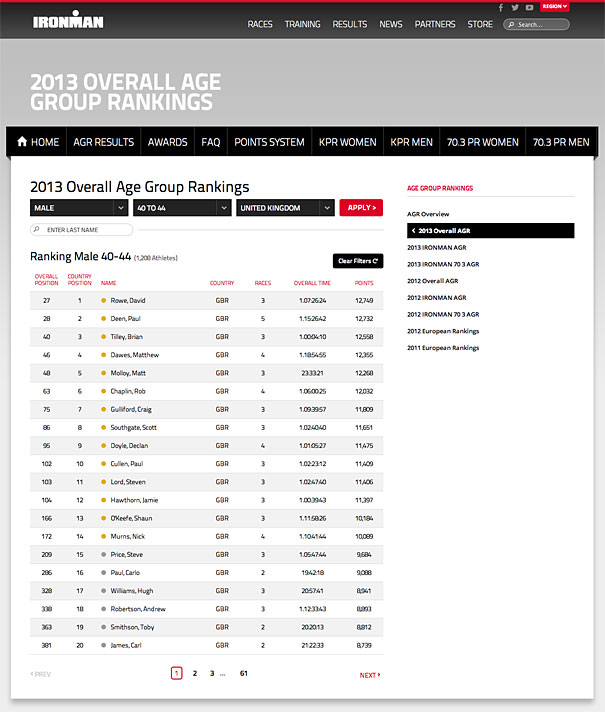 IRONMAN
REGION
RACES TRAINING RESULTS NEWS PARTNERS STORE Search...
2013 OVERALL AGE
GROUP RANKINGS
HOME AGR RESULTS AWARDS FAQ POINTS SYSTEM KPR WOMEN KPR MEN 70.3 PR WOMEN 70.3 PR MEN
2013 Overall Age Group Rankings
MALE 40 TO 44 UNITED KINGDOM APPLY >
ENTER LAST NAME
Ranking Male 40-44 (1,208 Athletes) Clear Filters
OVERALL POSITION COUNTRY POSITION NAME COUNTRY RACES OVERALL TIME POINTS
27 1 Rowe, David GBR 3 1.07:26:24 12,749
28 2 Deen, Paul GBR 5 1.15:26:42 12,732
40 3 Tilley, Brian GBR 3 1.00:04:10 12,558
46 4 Dawes, Matthew GBR 4 1.18:54:55 12,355
48 5 Molloy, Matt GBR 3 23:33:21 12,268
63 6 Chaplin, Rob GBR 4 1.06:00:25 12,032
75 7 Gulliford, Craig GBR 3 1.09:39:57 11,809
86 8 Southgate, Scott GBR 3 1.02:40:40 11,651
95 9 Doyle, Declan GBR 4 1.01:05:27 11,475
102 10 Cullen, Paul GBR 3 1.02:23:12 11,409
103 11 Lord, Steven GBR 3 1.02:47:40 11,406
104 12 Hawthorn, Jamie GBR 3 1.00:39:43 11,397
166 13 O'Keefe, Shaun GBR 3 1.11:58:26 10,184
172 14 Murns, Nick GBR 4 1.10:41:44 10,089
209 15 Price, Steve GBR 3 1.05:47:44 9,684
286 16 Paul, Carlo GBR 2 19:42:18 9,088
328 17 Williams, Hugh GBR 3 20:57:41 8,941
338 18 Robertson, Andrew GBR 3 1.12:33:43 8,893
363 19 Smithson, Toby GBR 2 20:20:13 8,812
381 20 James, Carl GBR 2 21:22:33 8,739
< PREV 1 2 3 ... 61 NEXT >
AGE GROUP RANKINGS
AGR Overview
< 2013 Overall AGR
2013 IRONMAN AGR
2013 IRONMAN 70 3 AGR
2012 Overall AGR
2012 IRONMAN AGR
2012 IRONMAN 70 3 AGR
2012 European Rankings
2011 European Rankings